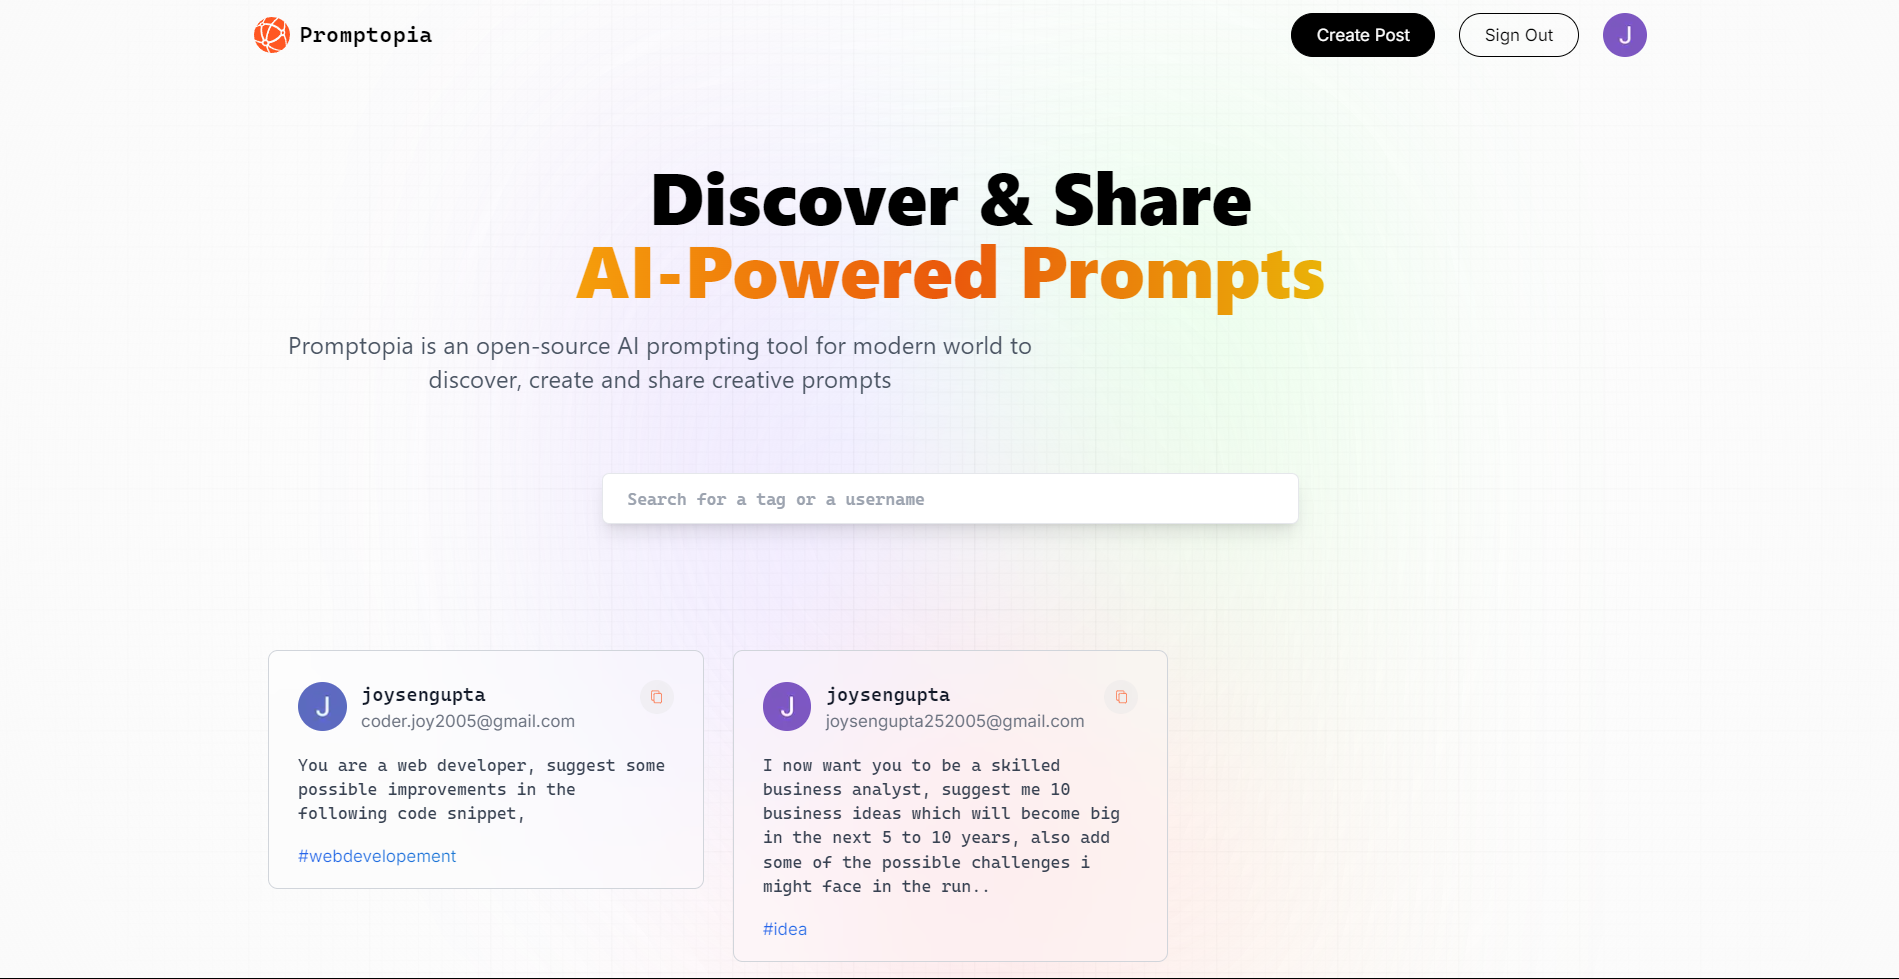 Promptopia
Create Post
Sign Out
J
Discover & Share
AI-Powered Prompts
Promptopia is an open-source AI prompting tool for modern world to
discover, create and share creative prompts
Search for a tag or a username
J
joysengupta
coder.joy2005@gmail.com
You are a web developer, suggest some
possible improvements in the
following code snippet,
#webdevelopement
J
joysengupta
joysengupta252005@gmail.com
I now want you to be a skilled
business analyst, suggest me 10
business ideas which will become big
in the next 5 to 10 years, also add
some of the possible challenges i
might face in the run..
#idea